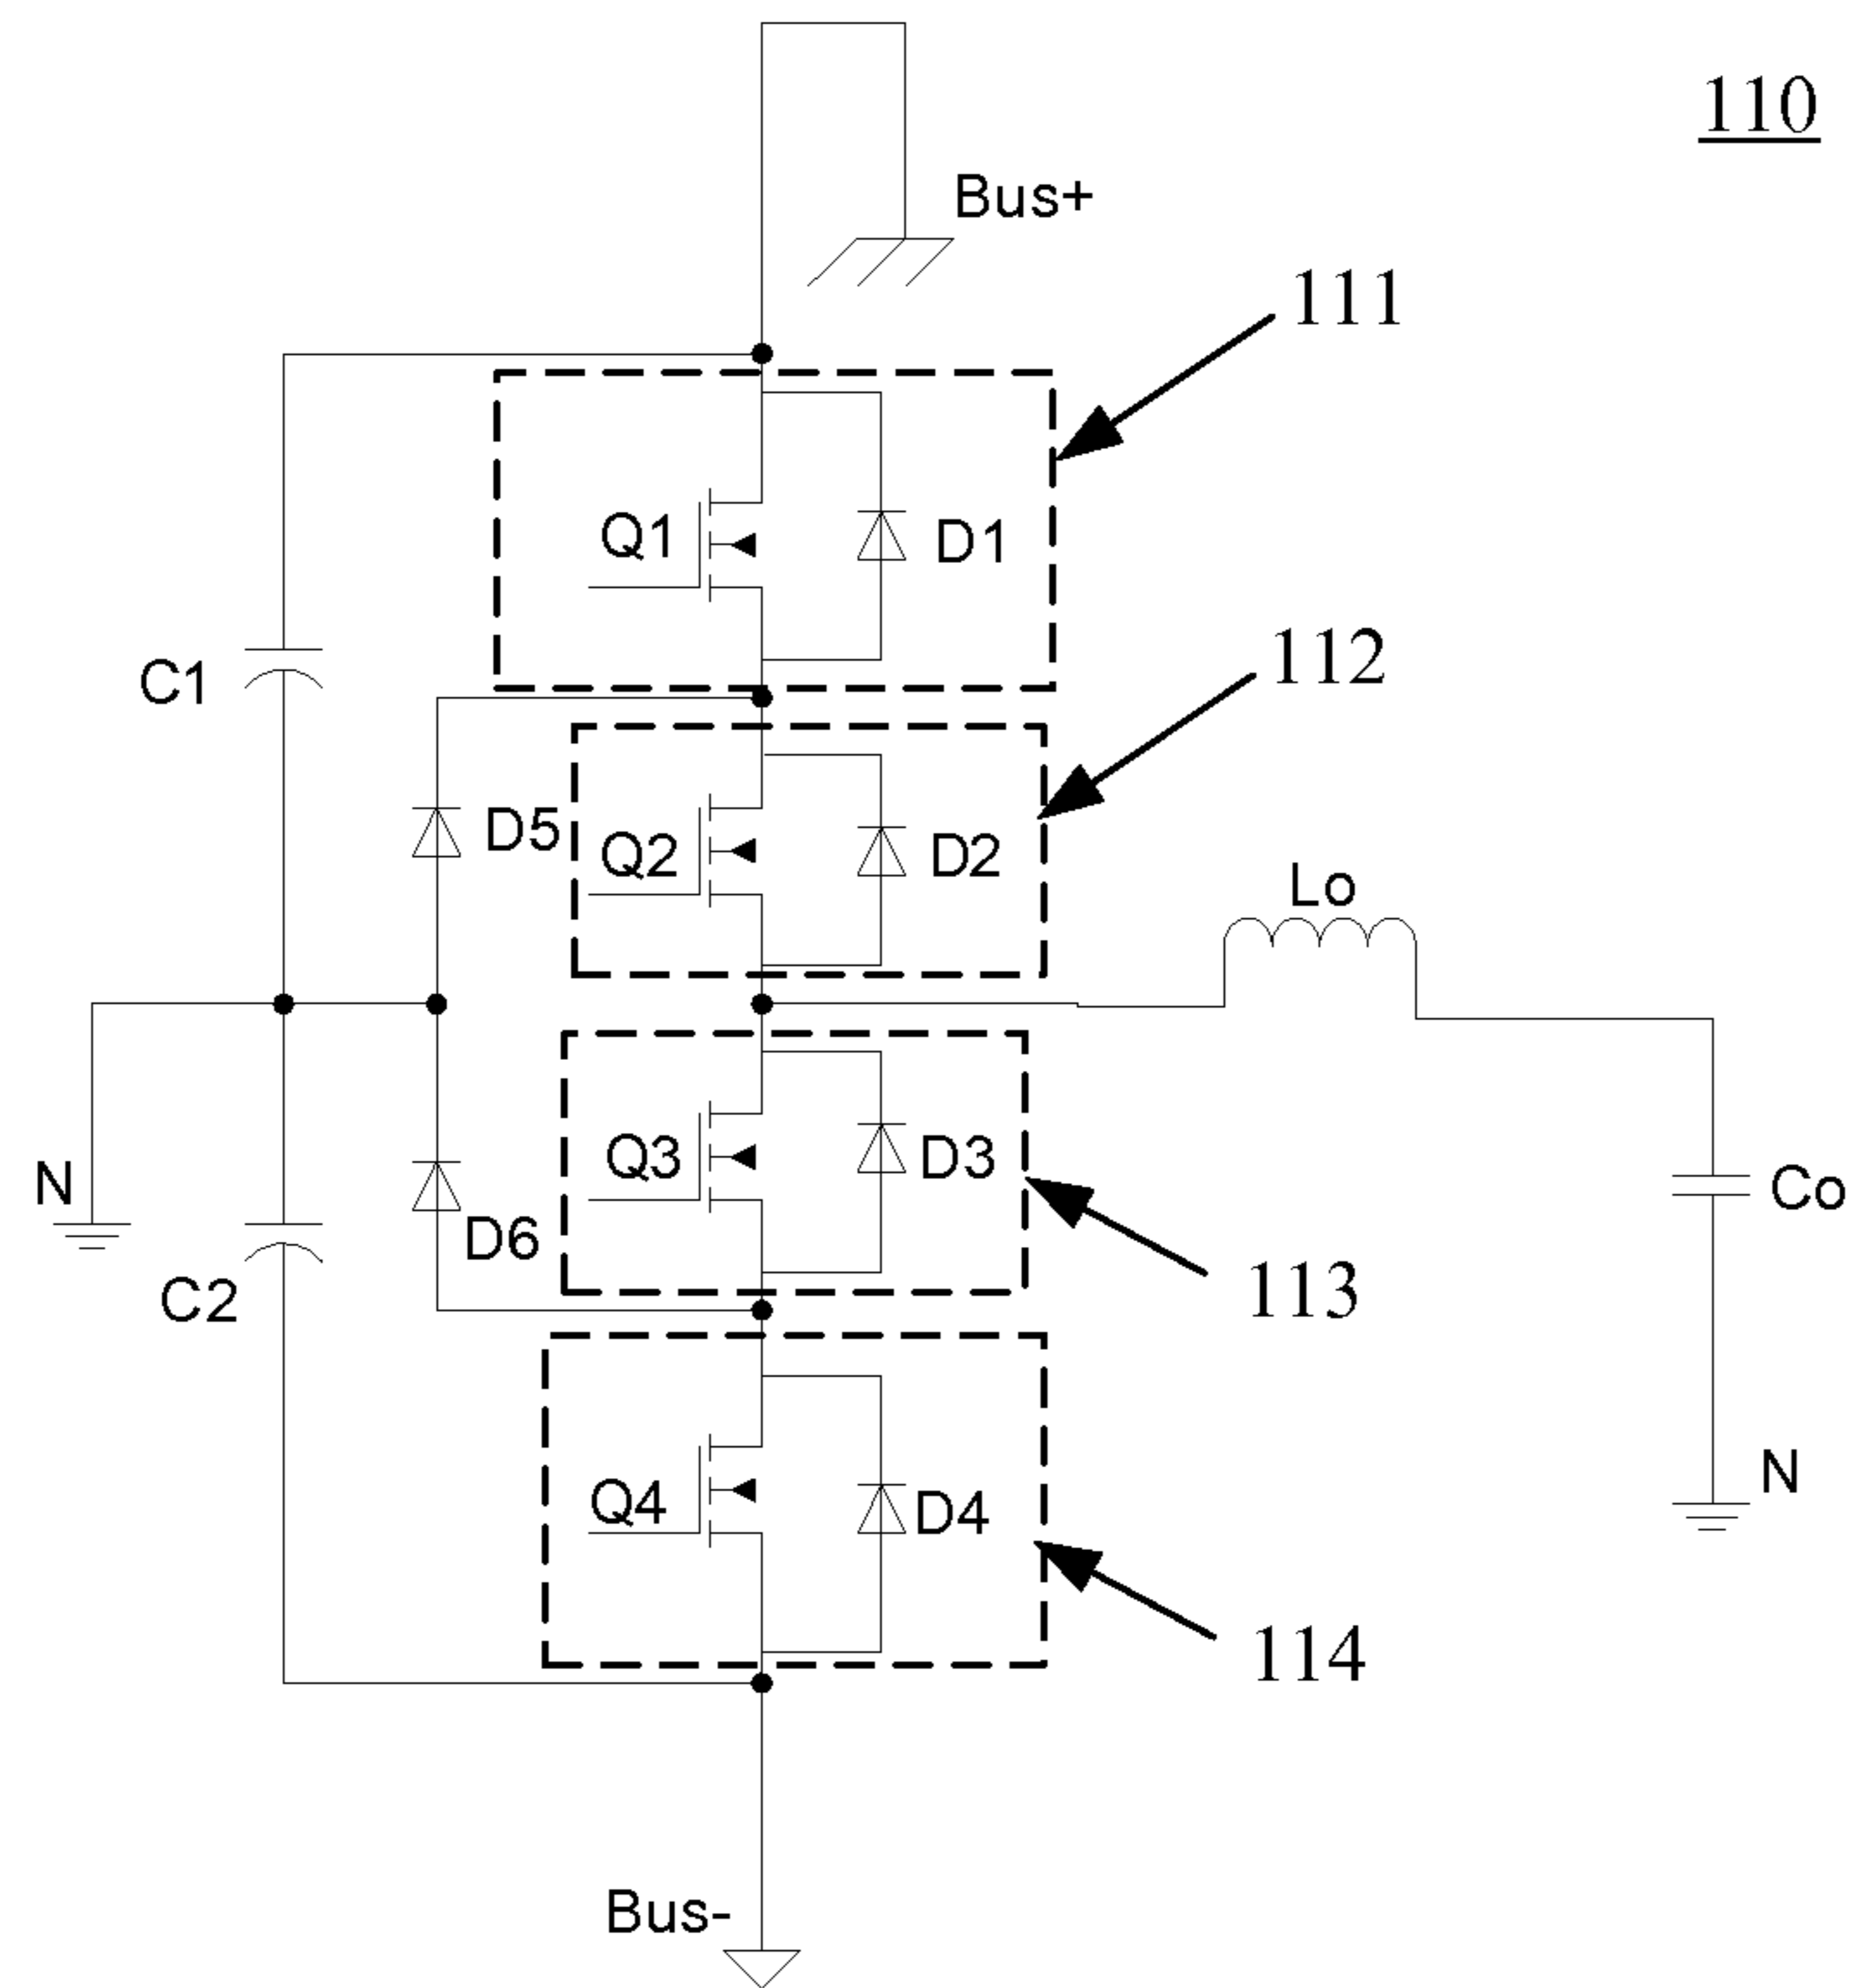 110
Bus+
111
Q1
D1
112
C1
D5
Q2
D2
Lo
Q3
D3
N
Co
D6
C2
113
N
Q4
D4
114
Bus-